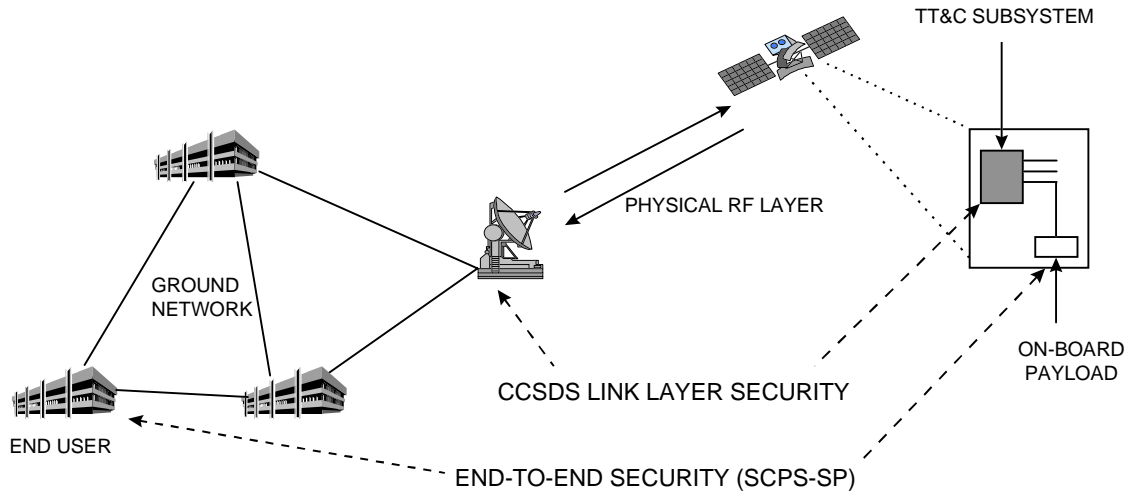 TT&C SUBSYSTEM
PHYSICAL RF LAYER
GROUND
NETWORK
ON-BOARD
PAYLOAD
CCSDS LINK LAYER SECURITY
END USER
END-TO-END SECURITY (SCPS-SP)